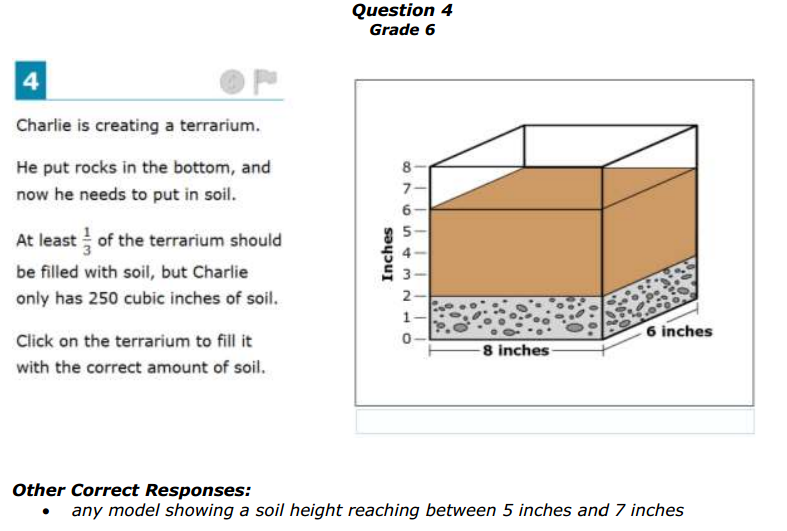 Question 4
Grade 6
4
Charlie is creating a terrarium.
He put rocks in the bottom, and
now he needs to put in soil.
At least 1/3 of the terrarium should
be filled with soil, but Charlie
only has 250 cubic inches of soil.
Click on the terrarium to fill it
with the correct amount of soil.
Inches
8
7
6
5
4
3
2
1
0
8 inches
6 inches
Other Correct Responses:
• any model showing a soil height reaching between 5 inches and 7 inches